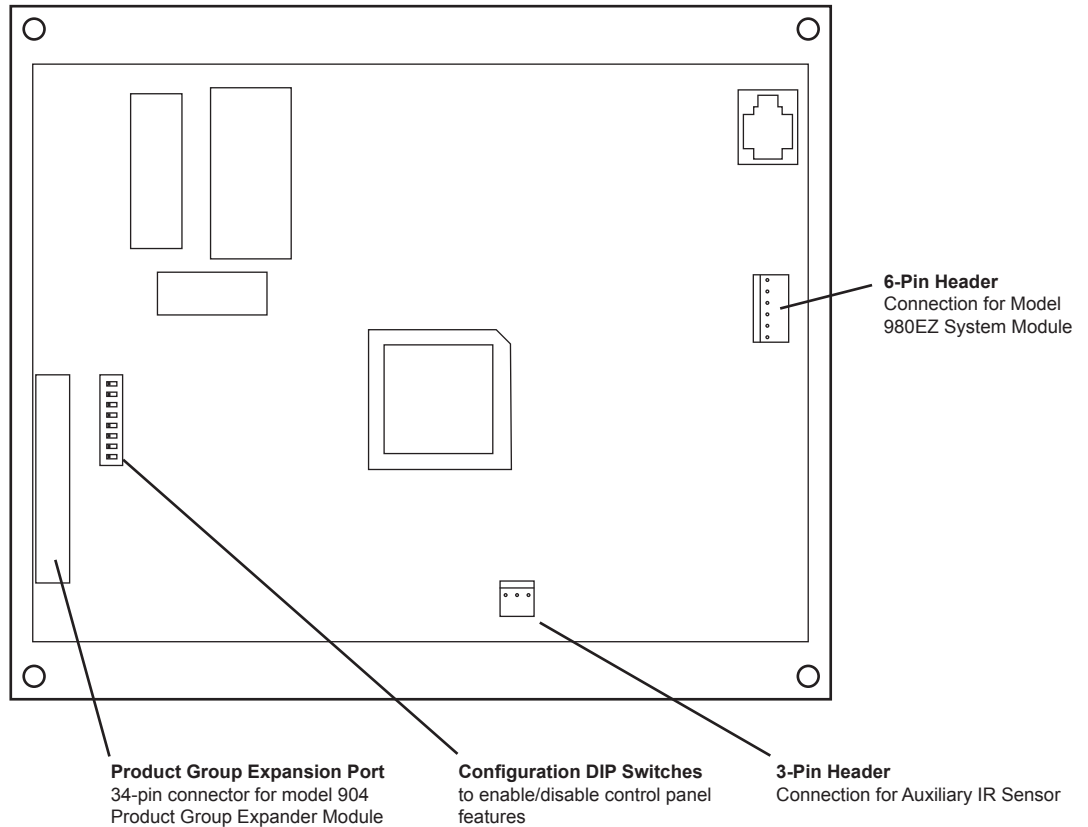 6-Pin Header
Connection for Model
980EZ System Module
Product Group Expansion Port
34-pin connector for model 904
Product Group Expander Module
Configuration DIP Switches
to enable/disable control panel
features
3-Pin Header
Connection for Auxiliary IR Sensor